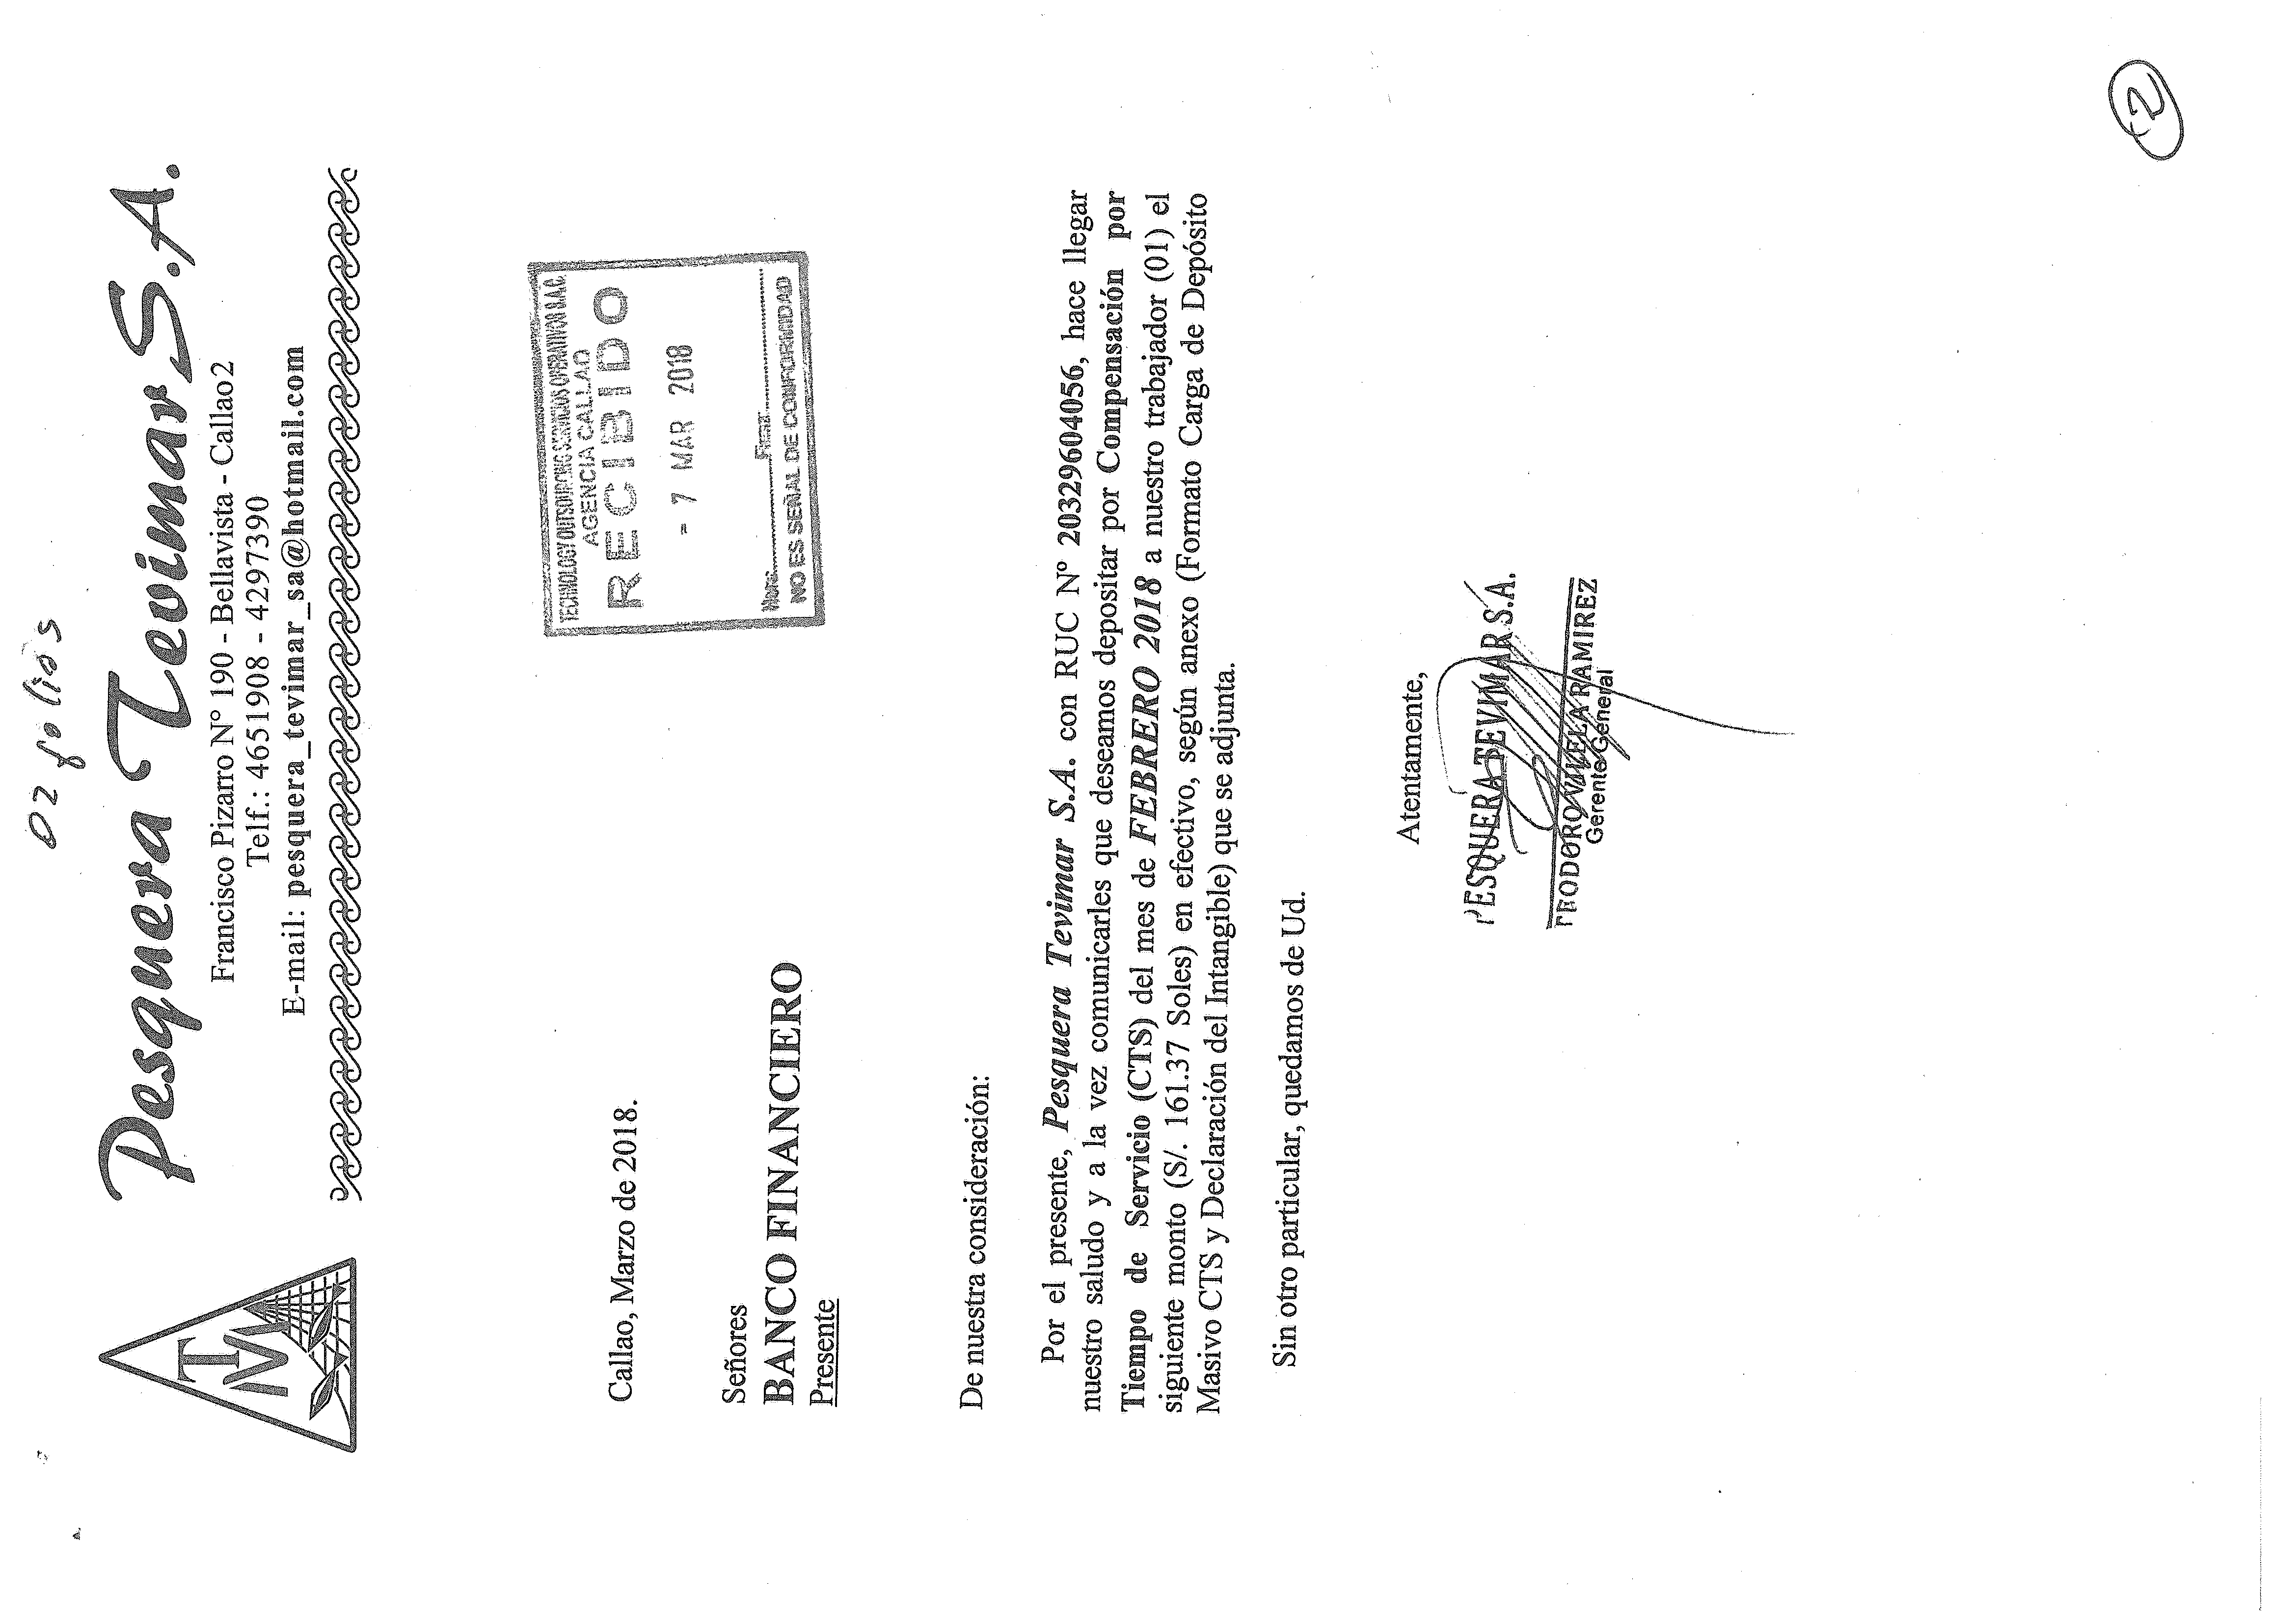 02 folios
Pesquera Tevimar S.A.
Francisco Pizarro N° 190 - Bellavista - Callao2
Telf.: 4651908 - 4297390
E-mail: pesquera_tevimar_sa@hotmail.com
TM
TECHNOLOGY OUTSOURCING SERVICIOS OPERATIVOS S.A.C.
AGENCIA CALLAO
RECIBIDO
- 7 MAR 2018
Hora: Firma
NO ES SEÑAL DE CONFORMIDAD
Callao, Marzo de 2018.
Señores
BANCO FINANCIERO
Presente
De nuestra consideración:
Por el presente, Pesquera Tevimar S.A. con RUC N° 20329604056, hace llegar
nuestro saludo y a la vez comunicarles que deseamos depositar por Compensación por
Tiempo de Servicio (CTS) del mes de FEBRERO 2018 a nuestro trabajador (01) el
siguiente monto (S/. 161.37 Soles) en efectivo, según anexo (Formato Carga de Depósito
Masivo CTS y Declaración del Intangible) que se adjunta.
Sin otro particular, quedamos de Ud.
Atentamente,
PESQUERA TEVIMAR S.A.
TEODORO VARELA RAMIREZ
Gerente General
2